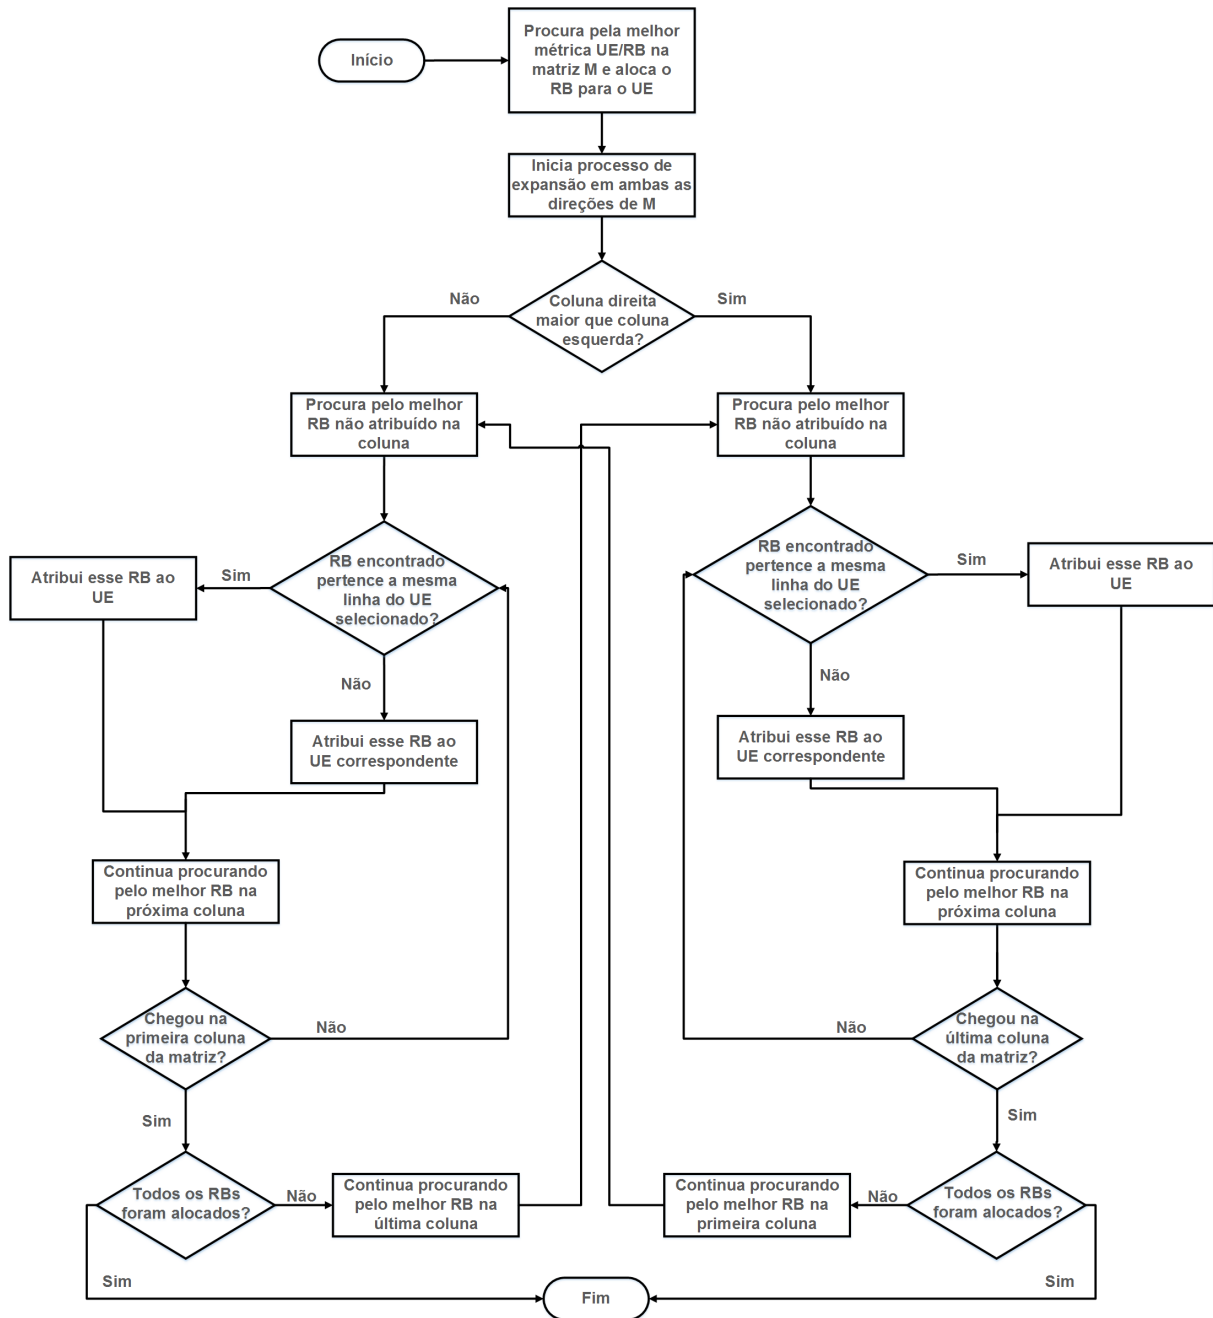 Início
Procura pela melhor
métrica UE/RB na
matriz M e aloca o
RB para o UE
Inicia processo de
expansão em ambas as
direções de M
Não
Coluna direita
maior que coluna
esquerda?
Sim
Procura pelo melhor
RB não atribuído na
coluna
Procura pelo melhor
RB não atribuído na
coluna
Atribui esse RB ao
UE
Sim
RB encontrado
pertence a mesma
linha do UE
selecionado?
RB encontrado
pertence a mesma
linha do UE
selecionado?
Sim
Atribui esse RB ao
UE
Não
Não
Atribui esse RB ao
UE correspondente
Atribui esse RB ao
UE correspondente
Continua procurando
pelo melhor RB na
próxima coluna
Continua procurando
pelo melhor RB na
próxima coluna
Chegou na
primeira coluna
da matriz?
Não
Não
Chegou na
última coluna
da matriz?
Sim
Sim
Todos os RBs
foram alocados?
Não
Continua procurando
pelo melhor RB na
última coluna
Continua procurando
pelo melhor RB na
primeira coluna
Não
Todos os RBs
foram alocados?
Sim
Fim
Sim